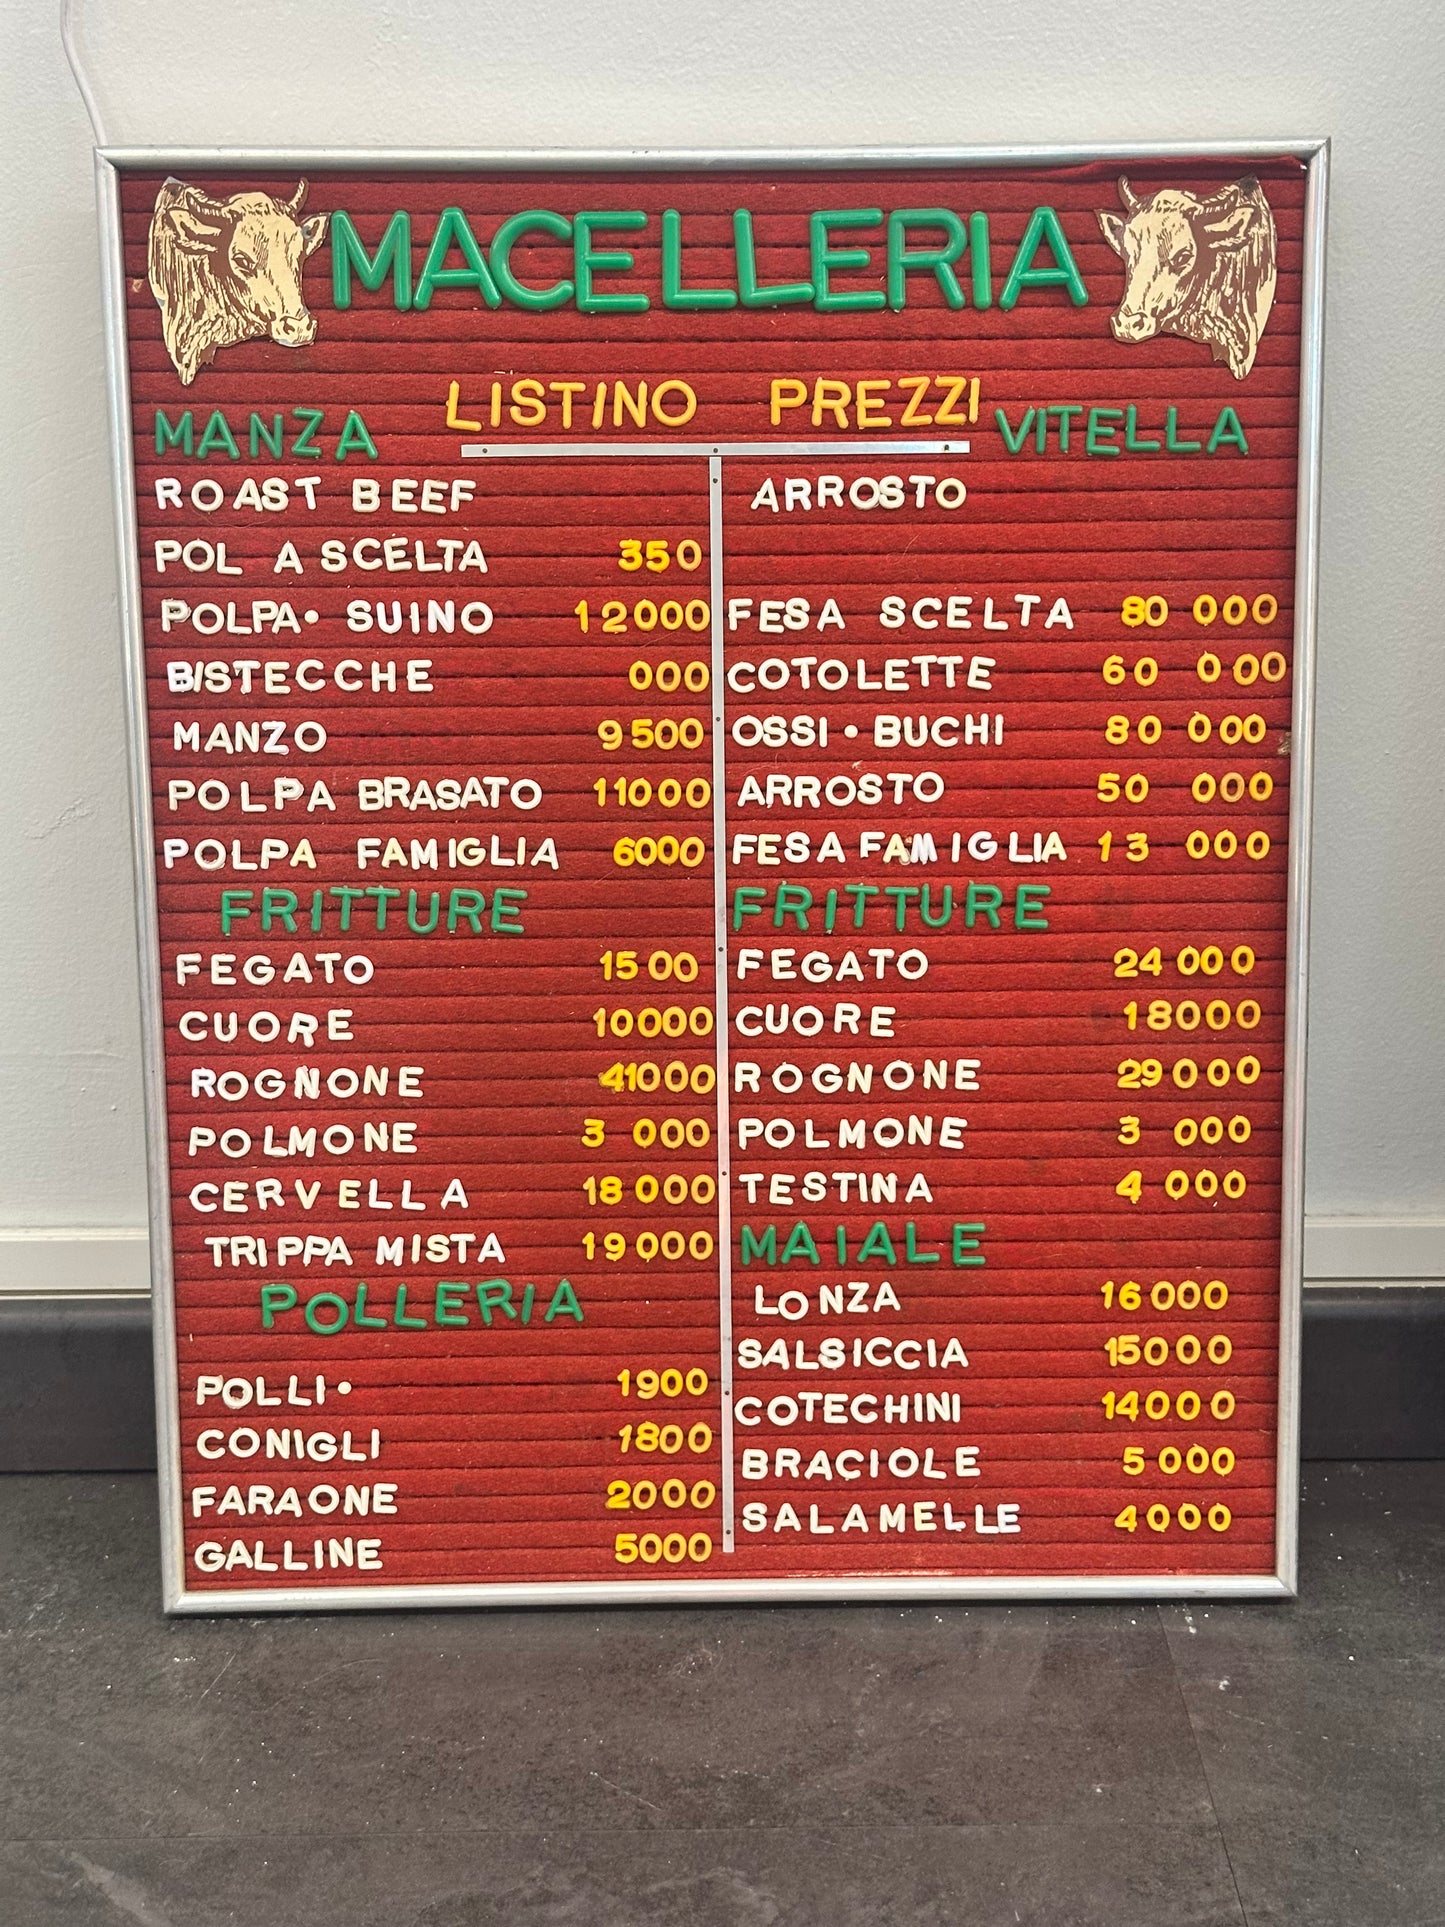 MACELLERIA
LISTINO PREZZI
MANZA
ROAST BEEF
POL A SCELTA 350
POLPA• SUINO 12000
BISTECCHE 000
MANZO 9500
POLPA BRASATO 11000
POLPA FAMIGLIA 6000
FRITTURE
FEGATO 1500
CUORE 10000
ROGNONE 41000
POLMONE 3 000
CERVELLA 18 000
TRIPPA MISTA 19000
POLLERIA
POLLI• 1900
CONIGLI 1800
FARAONE 2000
GALLINE 5000
VITELLA
ARROSTO
FESA SCELTA 80 000
COTOLETTE 60 000
OSSI • BUCHI 80 000
ARROSTO 50 000
FESA FAMIGLIA 13 000
FRITTURE
FEGATO 24 000
CUORE 18000
ROGNONE 29000
POLMONE 3 000
TESTINA 4 000
MAIALE
LONZA 16 000
SALSICCIA 15000
COTECHINI 14000
BRACIOLE 5 000
SALAMELLE 4000